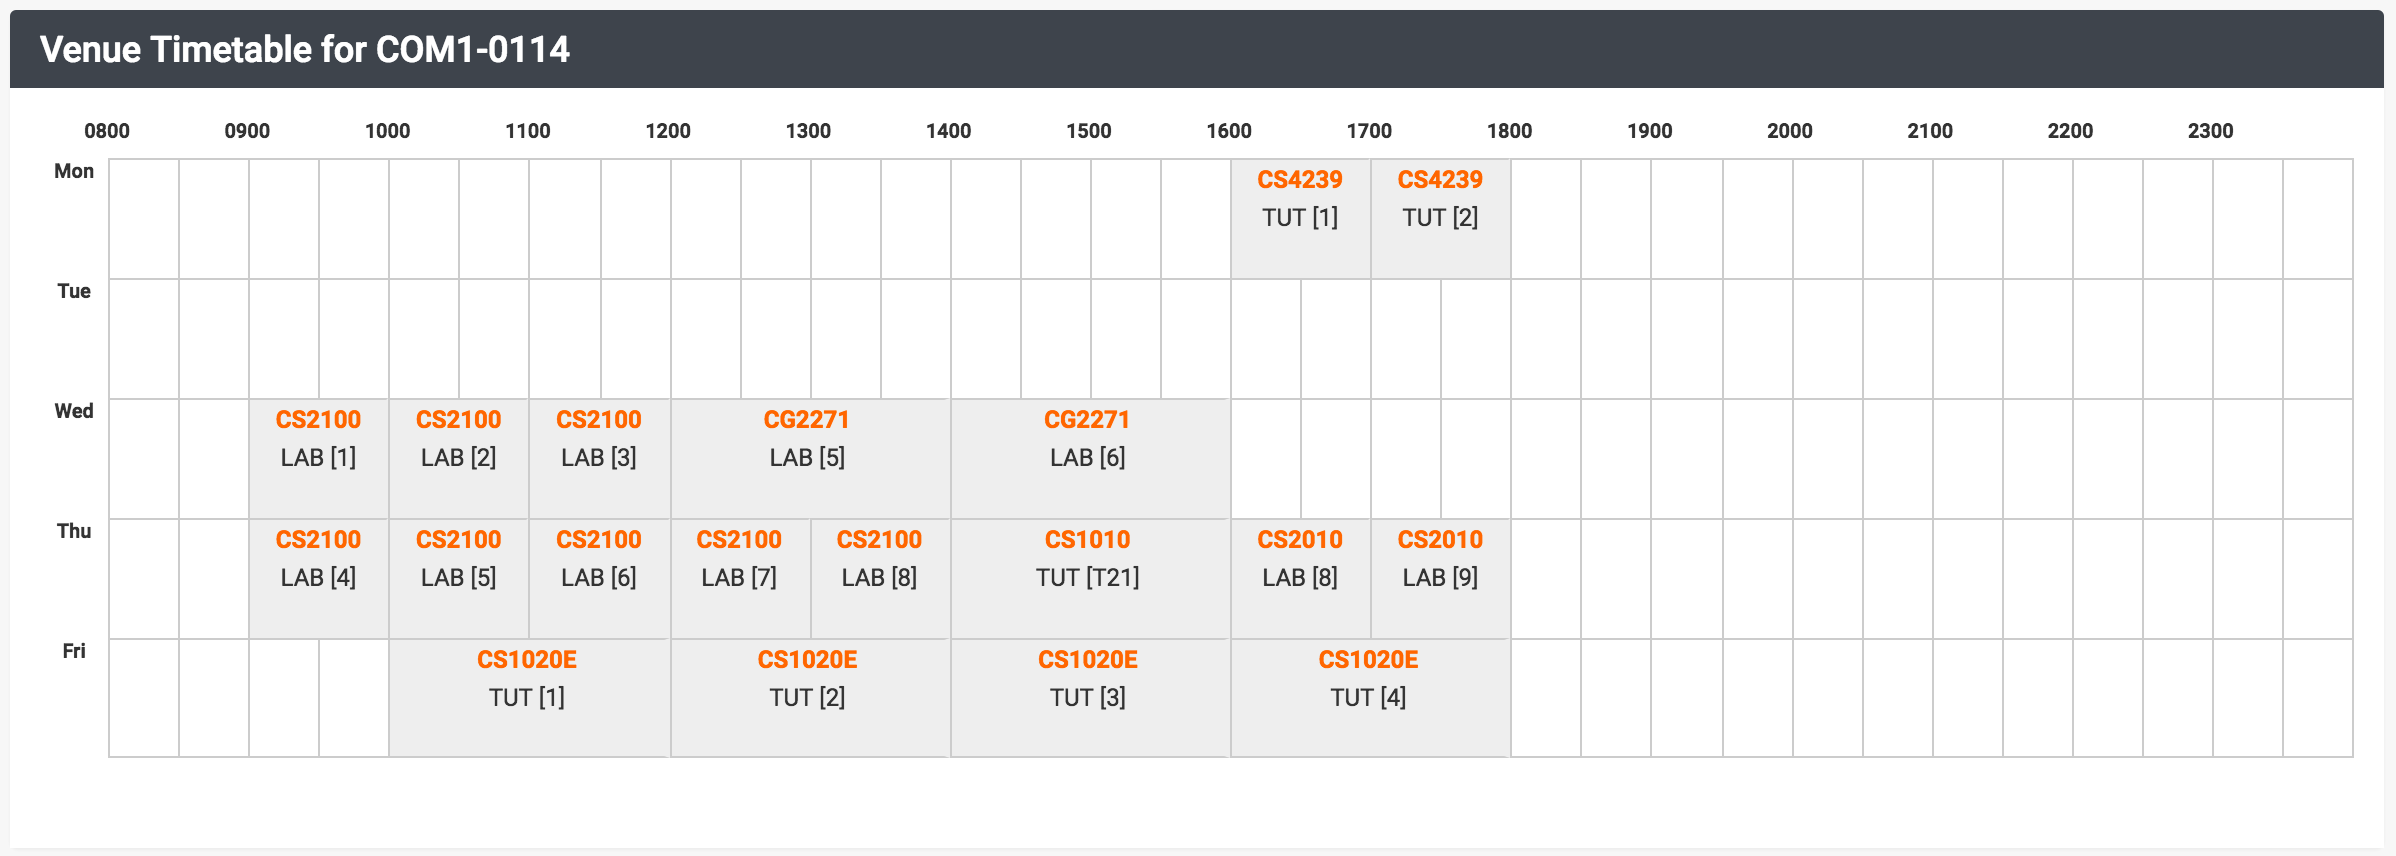 Venue Timetable for COM1-0114
0800 0900 1000 1100 1200 1300 1400 1500 1600 1700 1800 1900 2000 2100 2200 2300
Mon
CS4239 CS4239
TUT [1] TUT [2]
Tue
Wed
CS2100 CS2100 CS2100 CG2271 CG2271
LAB [1] LAB [2] LAB [3] LAB [5] LAB [6]
Thu
CS2100 CS2100 CS2100 CS2100 CS2100 CS1010 CS2010 CS2010
LAB [4] LAB [5] LAB [6] LAB [7] LAB [8] TUT [T21] LAB [8] LAB [9]
Fri
CS1020E CS1020E CS1020E CS1020E
TUT [1] TUT [2] TUT [3] TUT [4]